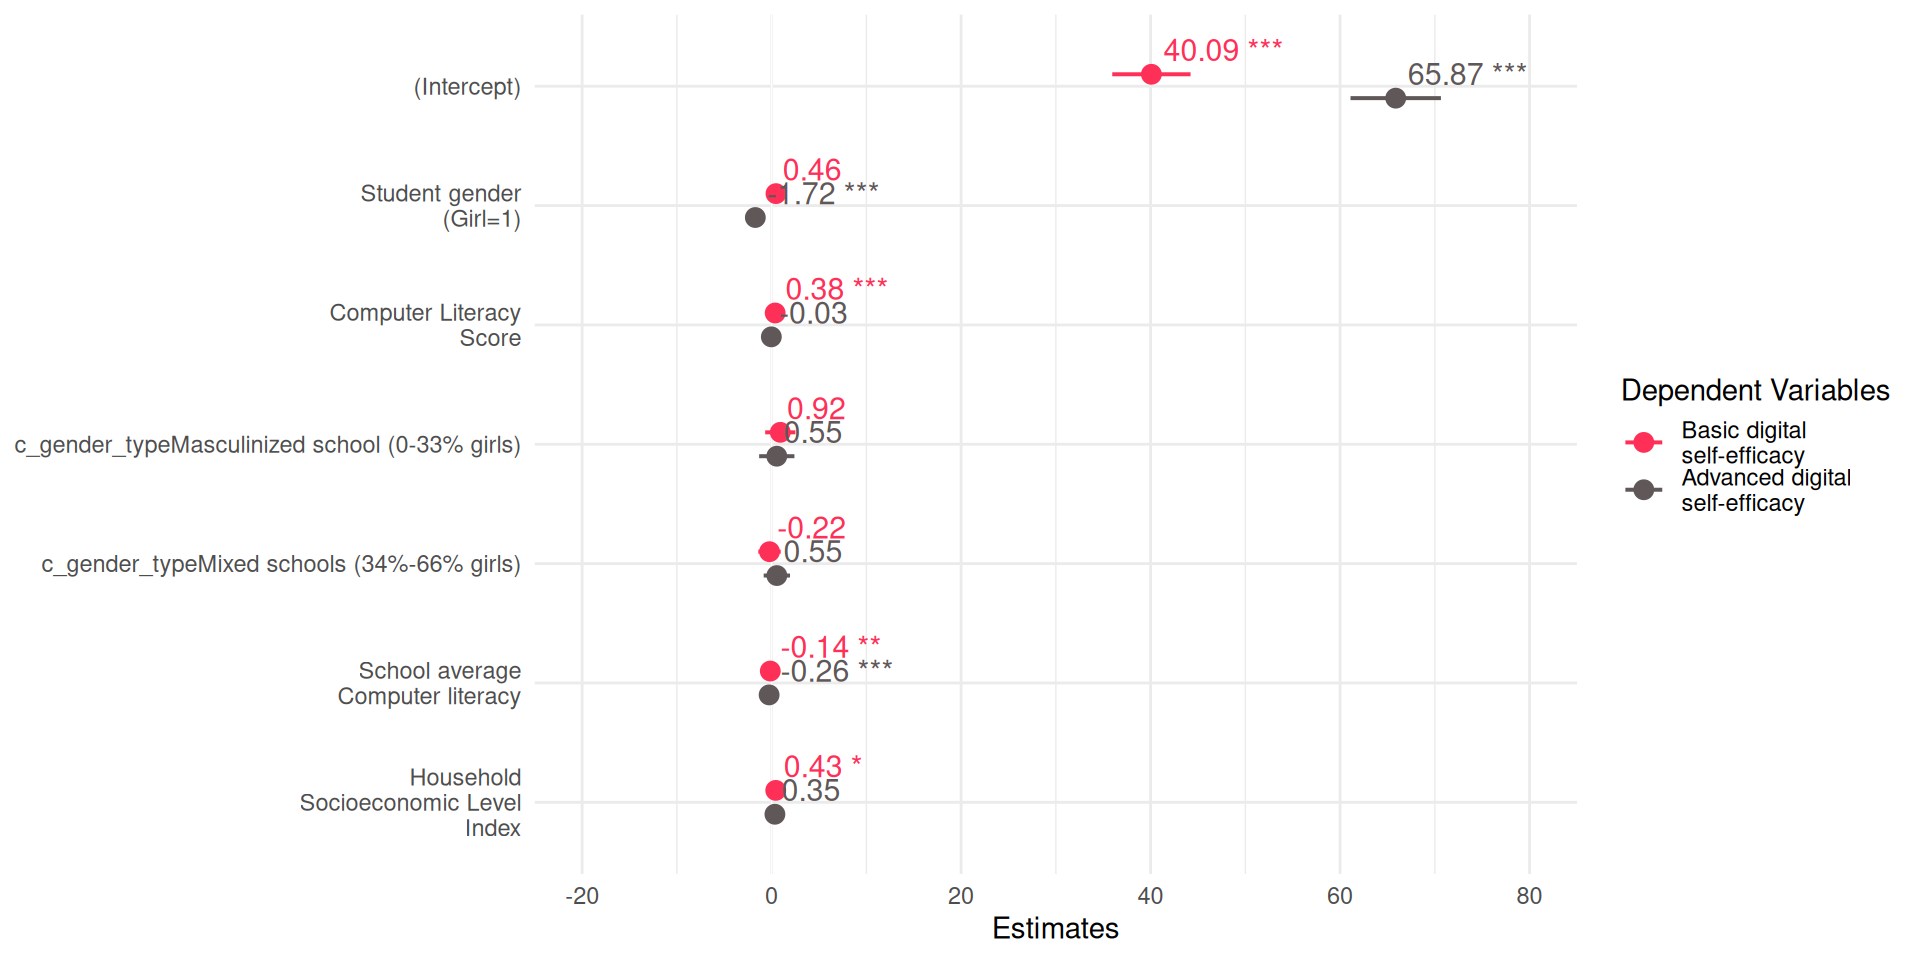 40.09 ***
(Intercept)
65.87 ***
0.46
Student gender
(Girl=1)
-1.72 ***
0.38 ***
Computer Literacy
Score
-0.03
0.92
c_gender_typeMasculinized school (0-33% girls)
0.55
-0.22
c_gender_typeMixed schools (34%-66% girls)
0.55
-0.14 **
School average
Computer literacy
-0.26 ***
0.43 *
Household
Socioeconomic Level
Index
0.35
-20 0 20 40 60 80
Estimates
Dependent Variables
Basic digital
self-efficacy
Advanced digital
self-efficacy